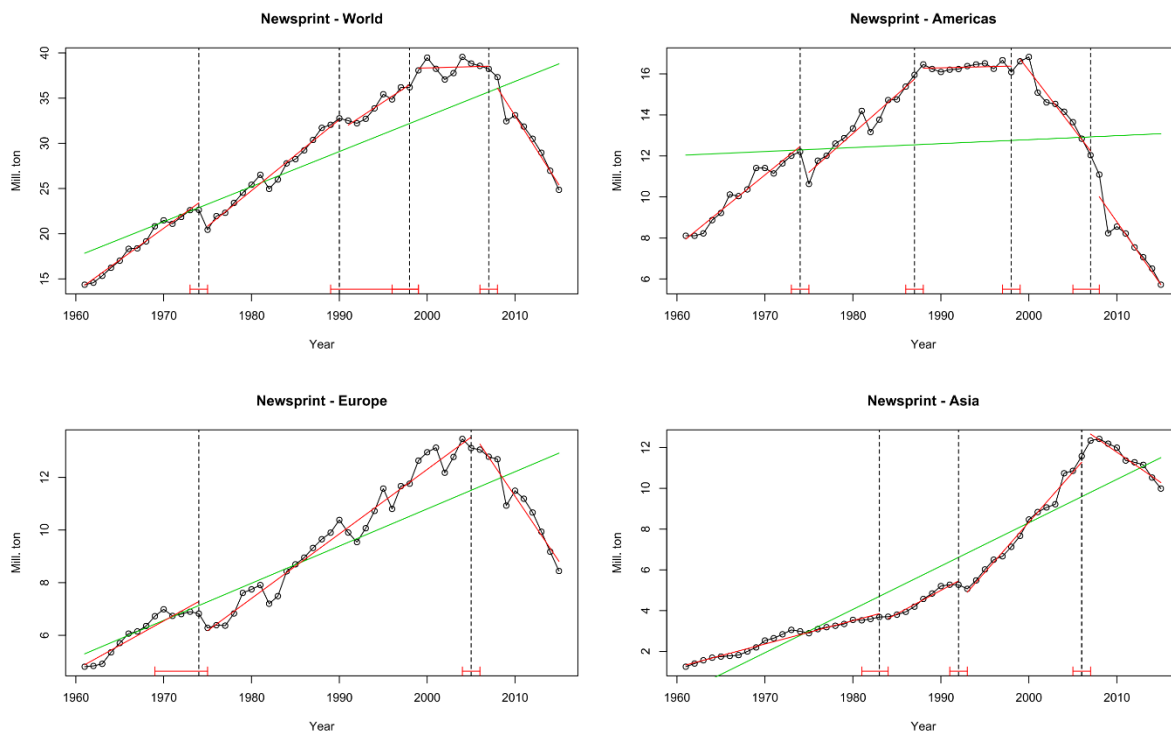 Newsprint - World
Mill. ton
40
35
30
25
20
15
1960 1970 1980 1990 2000 2010
Year
Newsprint - Americas
Mill. ton
16
14
12
10
8
6
1960 1970 1980 1990 2000 2010
Year
Newsprint - Europe
Mill. ton
12
10
8
6
1960 1970 1980 1990 2000 2010
Year
Newsprint - Asia
Mill. ton
12
10
8
6
4
2
1960 1970 1980 1990 2000 2010
Year